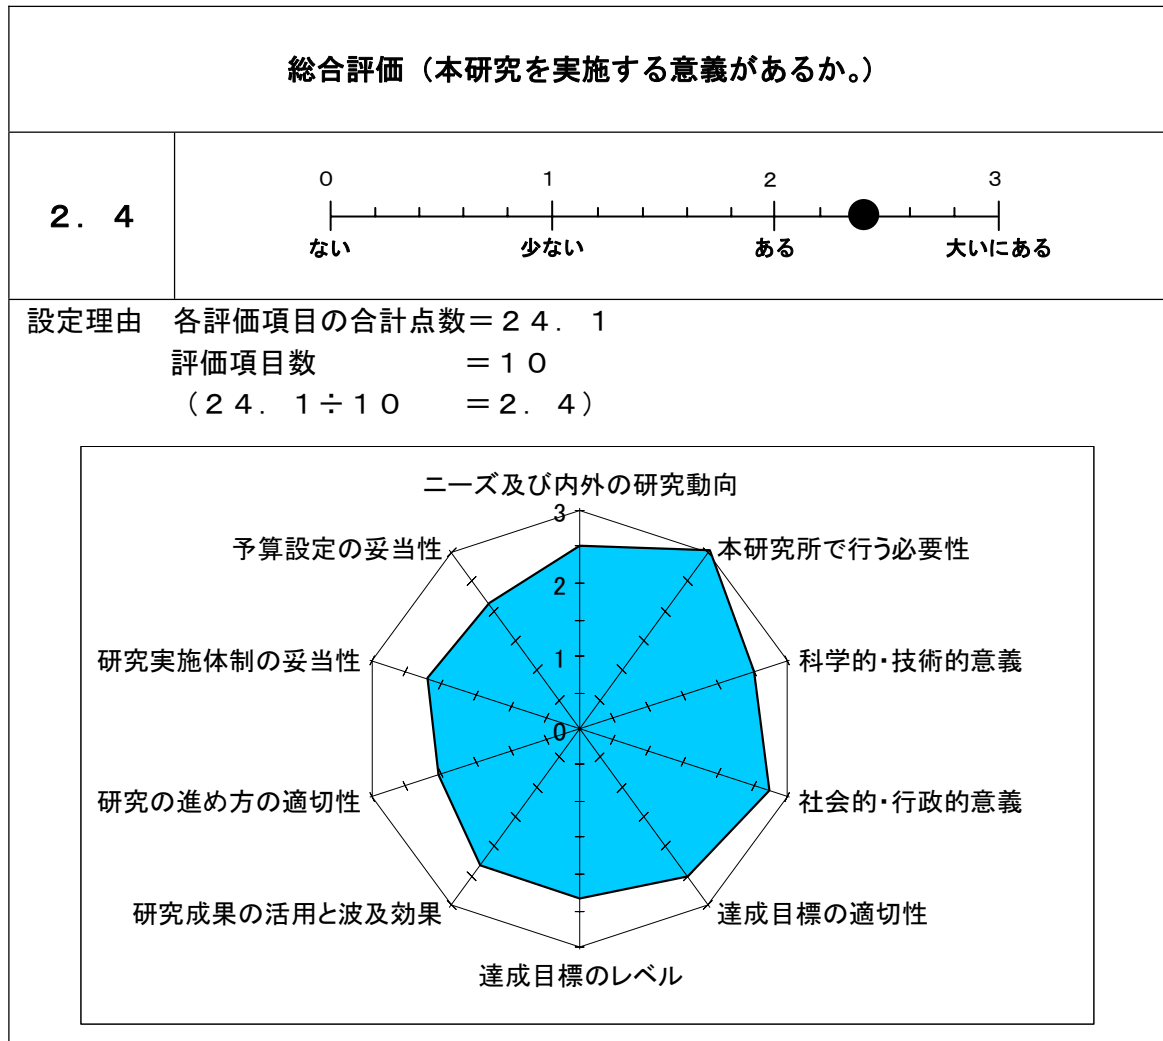 総合評価（本研究を実施する意義があるか。）
２．４
0 1 2 3
ない 少ない ある 大いにある
設定理由　各評価項目の合計点数＝２４．１
評価項目数　　　　　＝１０
（２４．１÷１０　　＝２．４）
ニーズ及び内外の研究動向
3
予算設定の妥当性
本研究所で行う必要性
2
研究実施体制の妥当性
1
科学的・技術的意義
0
研究の進め方の適切性
社会的・行政的意義
研究成果の活用と波及効果
達成目標の適切性
達成目標のレベル